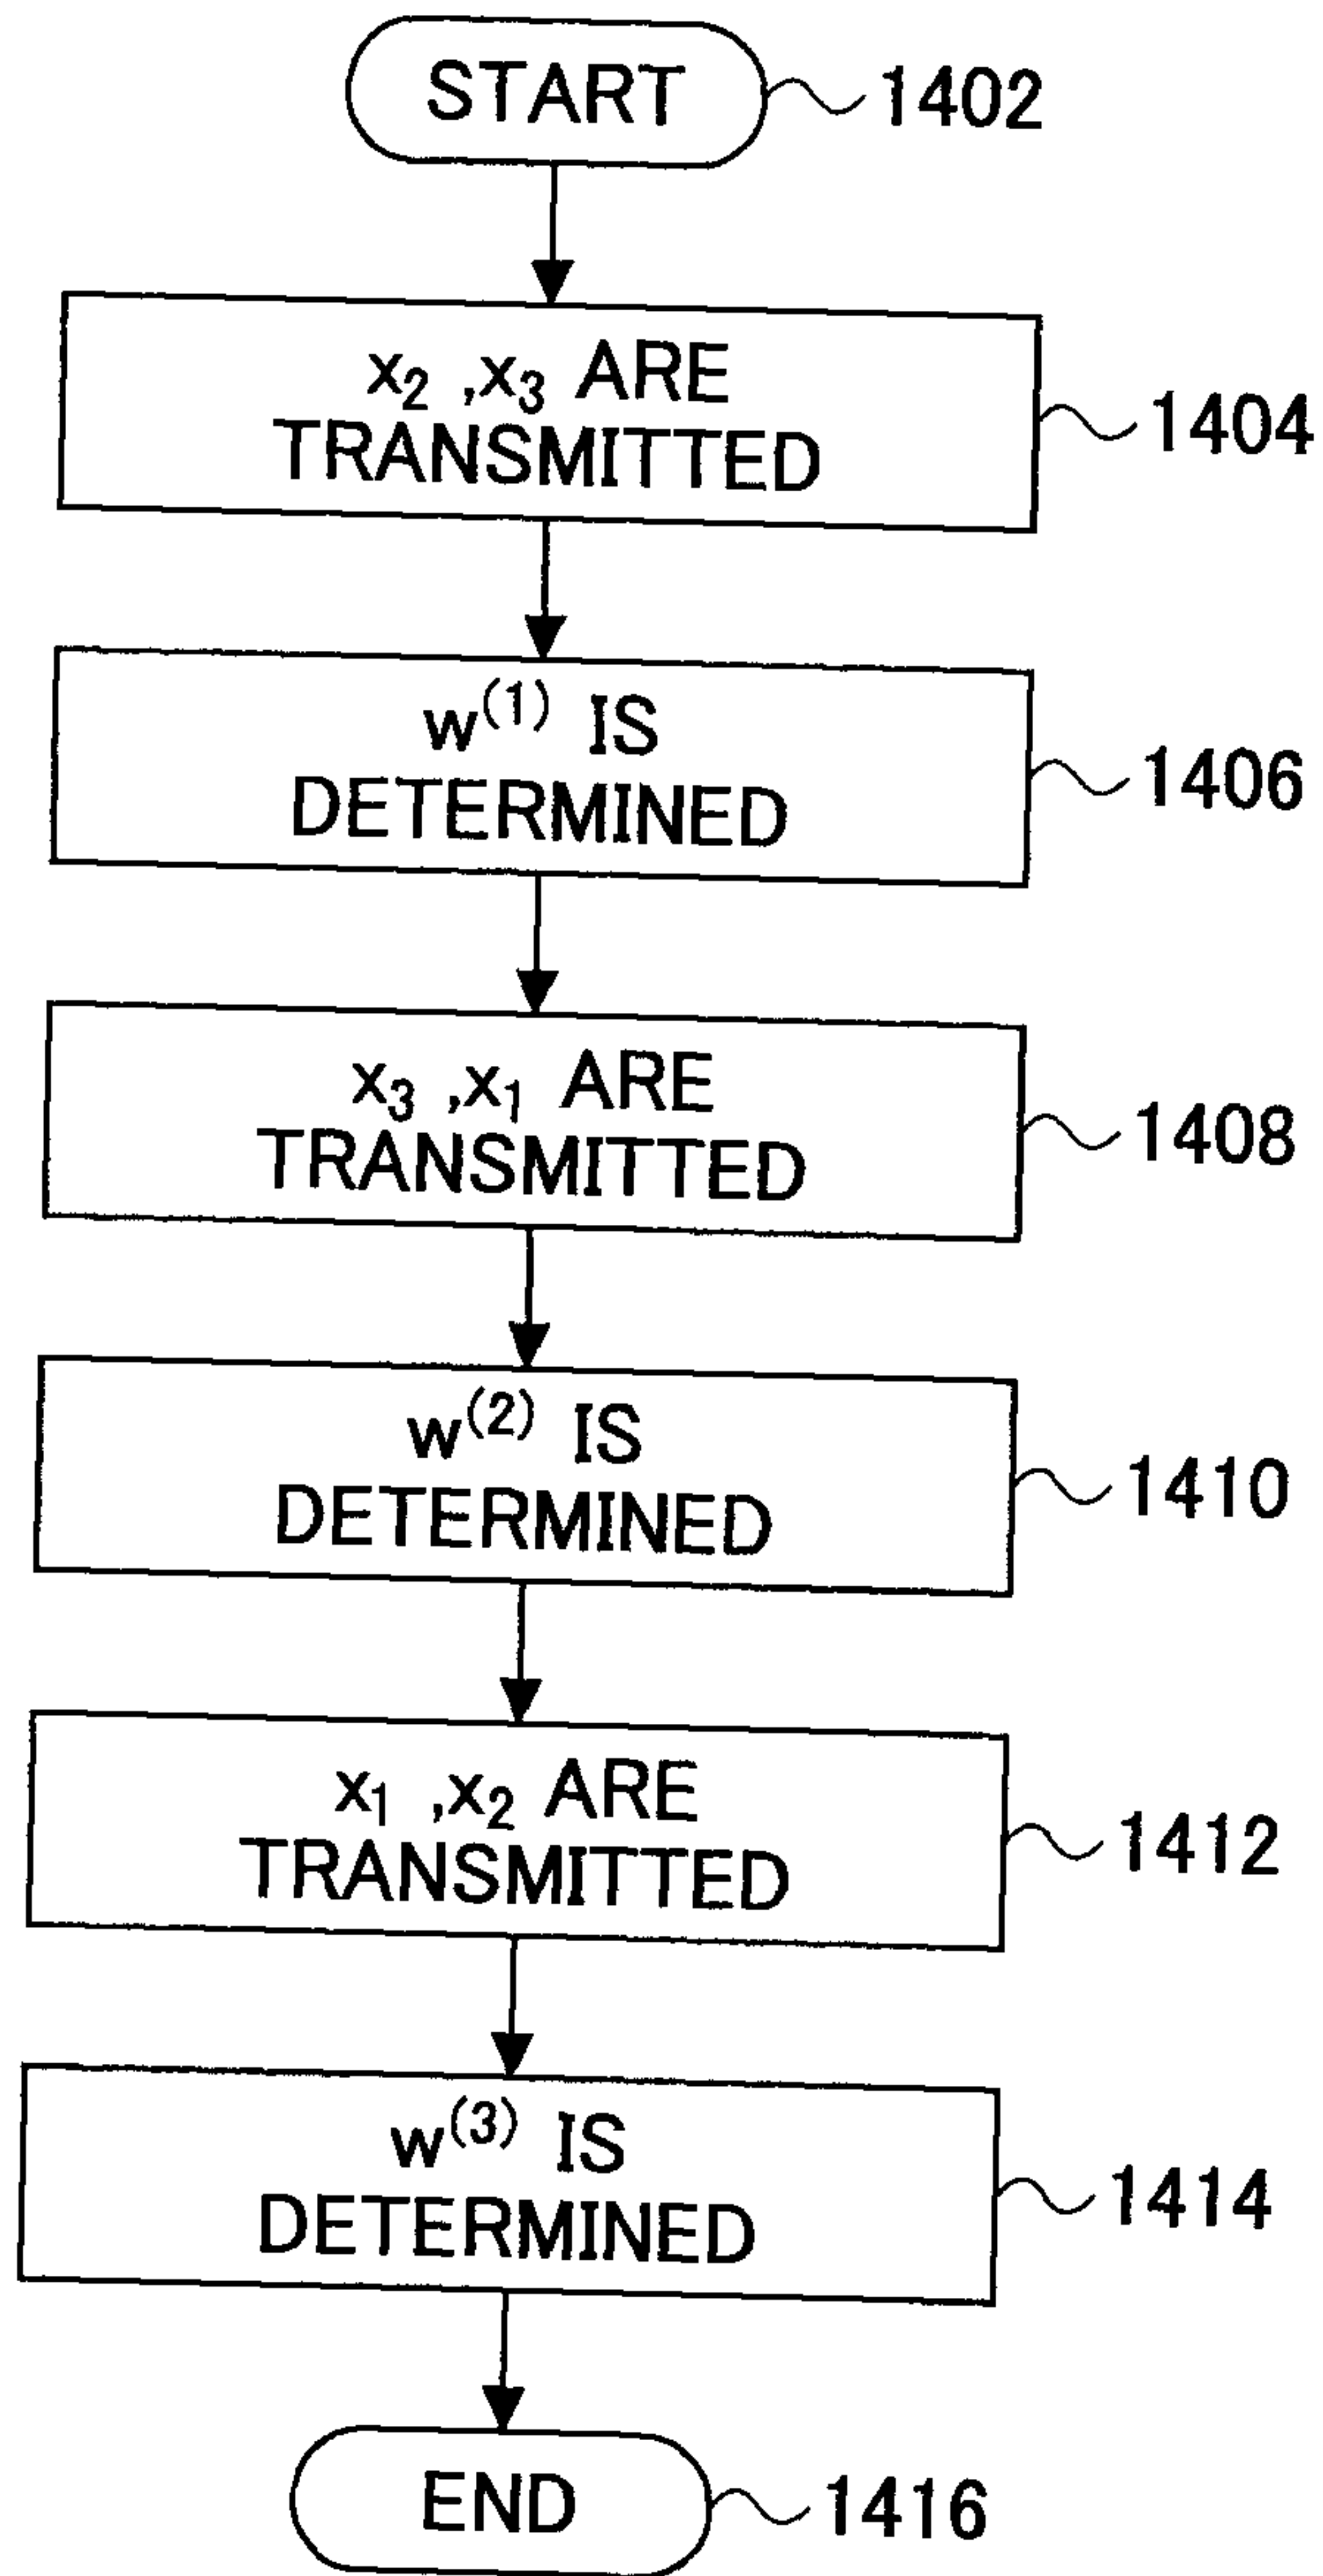 START
1402
x₂ ,x₃ ARE
TRANSMITTED
1404
w⁽¹⁾ IS
DETERMINED
1406
x₃ ,x₁ ARE
TRANSMITTED
1408
w⁽²⁾ IS
DETERMINED
1410
x₁ ,x₂ ARE
TRANSMITTED
1412
w⁽³⁾ IS
DETERMINED
1414
END
1416